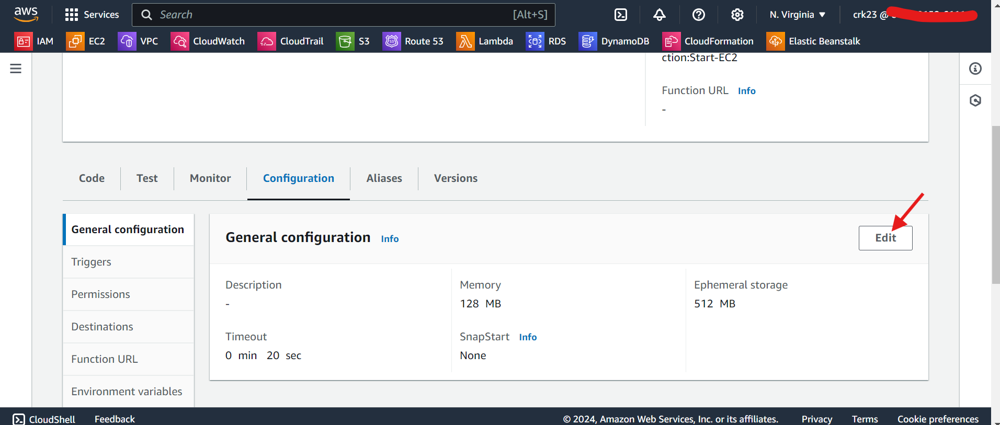 aws Services Search [Alt+S] N. Virginia crk23 @
IAM EC2 VPC CloudWatch CloudTrail S3 Route 53 Lambda RDS DynamoDB CloudFormation Elastic Beanstalk
ction:Start-EC2
Function URL Info
-
Code Test Monitor Configuration Aliases Versions
General configuration
Triggers
Permissions
Destinations
Function URL
Environment variables
General configuration Info Edit
Description
-
Memory
128 MB
Ephemeral storage
512 MB
Timeout
0 min 20 sec
SnapStart Info
None
CloudShell Feedback © 2024, Amazon Web Services, Inc. or its affiliates. Privacy Terms Cookie preferences